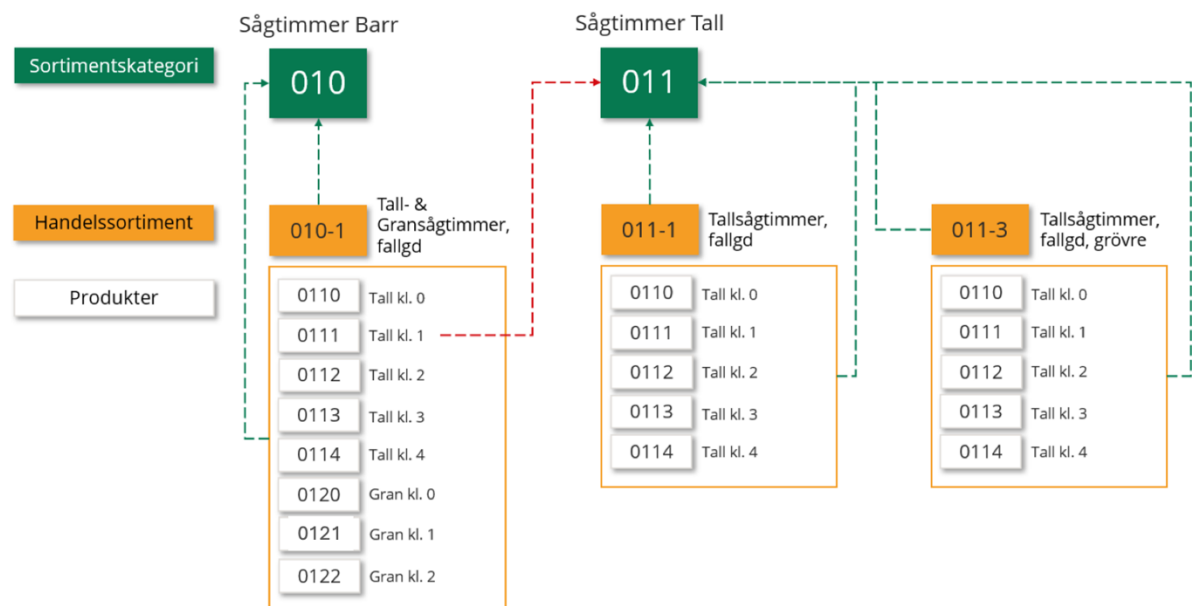 Sågtimmer Barr
Sågtimmer Tall
Sortimentskategori
010
011
Handelssortiment
010-1
Tall- &
Gransågtimmer,
fallgd
011-1
Tallsågtimmer,
fallgd
011-3
Tallsågtimmer,
fallgd, grövre
Produkter
0110 Tall kl. 0
0111 Tall kl. 1
0112 Tall kl. 2
0113 Tall kl. 3
0114 Tall kl. 4
0120 Gran kl. 0
0121 Gran kl. 1
0122 Gran kl. 2
0110 Tall kl. 0
0111 Tall kl. 1
0112 Tall kl. 2
0113 Tall kl. 3
0114 Tall kl. 4
0110 Tall kl. 0
0111 Tall kl. 1
0112 Tall kl. 2
0113 Tall kl. 3
0114 Tall kl. 4